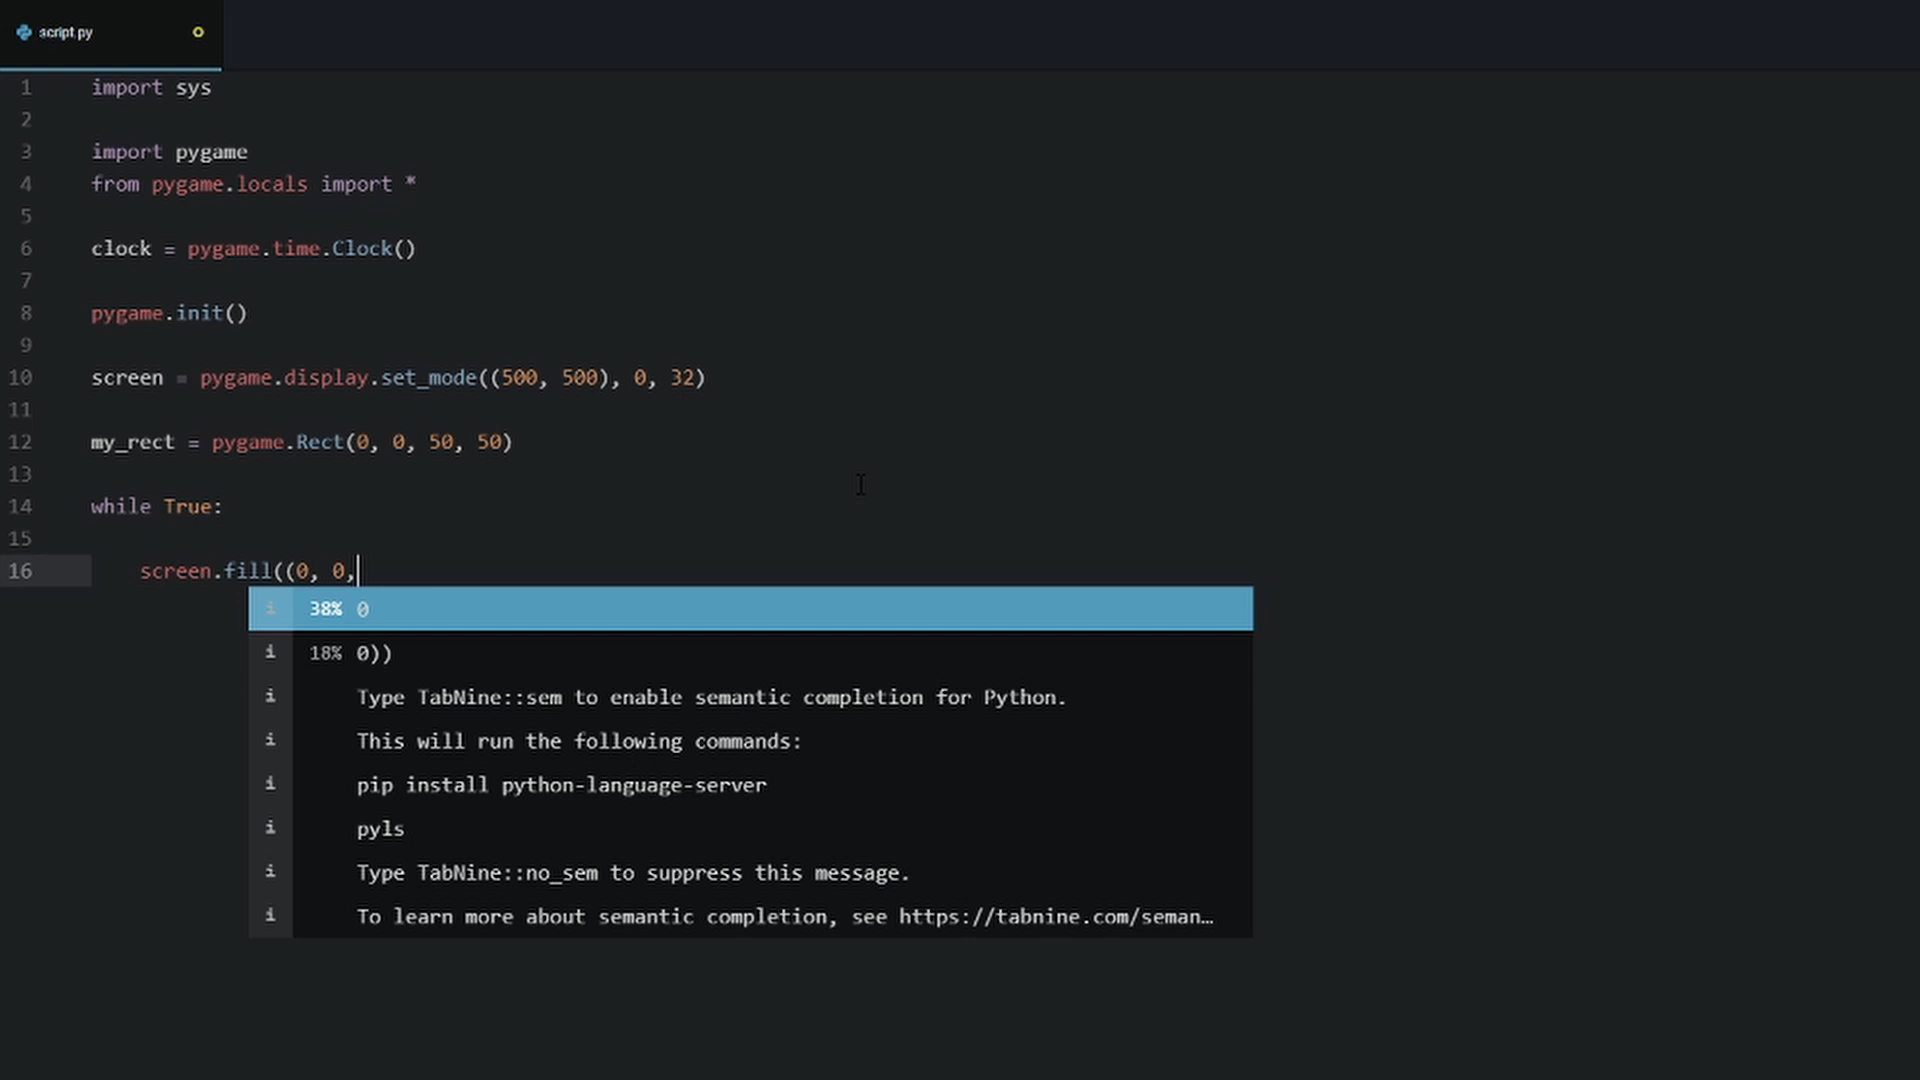 script.py
1 import sys
2
3 import pygame
4 from pygame.locals import *
5
6 clock = pygame.time.Clock()
7
8 pygame.init()
9
10 screen = pygame.display.set_mode((500, 500), 0, 32)
11
12 my_rect = pygame.Rect(0, 0, 50, 50)
13
14 while True:
15
16 screen.fill((0, 0,
i 38% 0
i 18% 0))
i Type TabNine::sem to enable semantic completion for Python.
i This will run the following commands:
i pip install python-language-server
i pyls
i Type TabNine::no_sem to suppress this message.
i To learn more about semantic completion, see https://tabnine.com/seman…